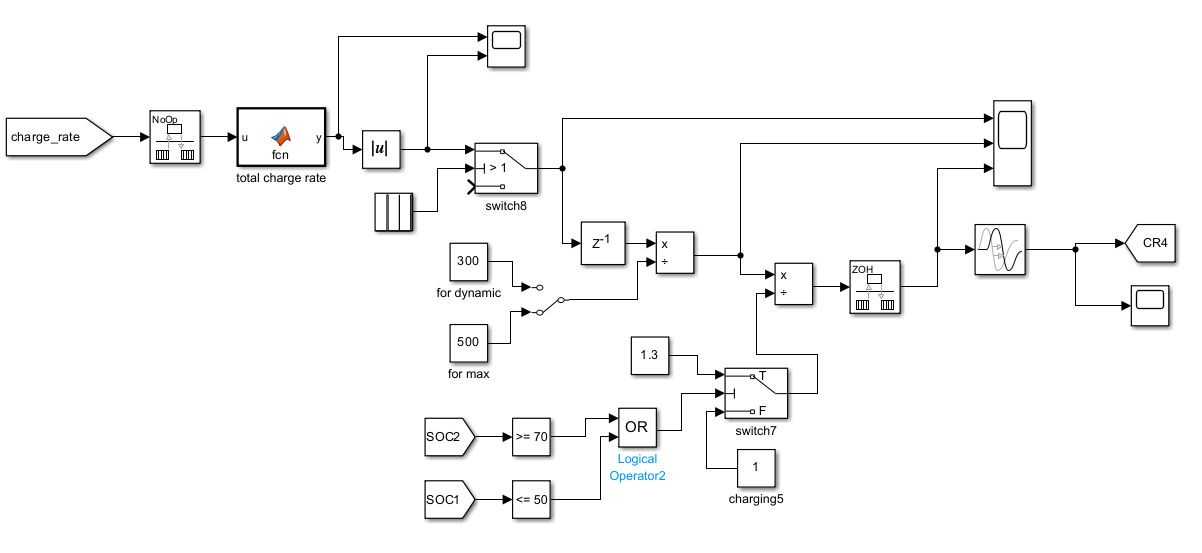 charge_rate
NoOp
u
y
fcn
total charge rate
|u|
> 1
switch8
Z-1
x
÷
300
for dynamic
500
for max
x
÷
ZOH
CR4
1.3
T
F
switch7
SOC2
>= 70
OR
Logical
Operator2
SOC1
<= 50
1
charging5